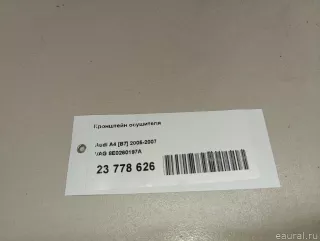 Кронштейн осушителя
Audi A4 [B7] 2005-2007
VAG 8E0260197A
23 778 626
© eaural.ru